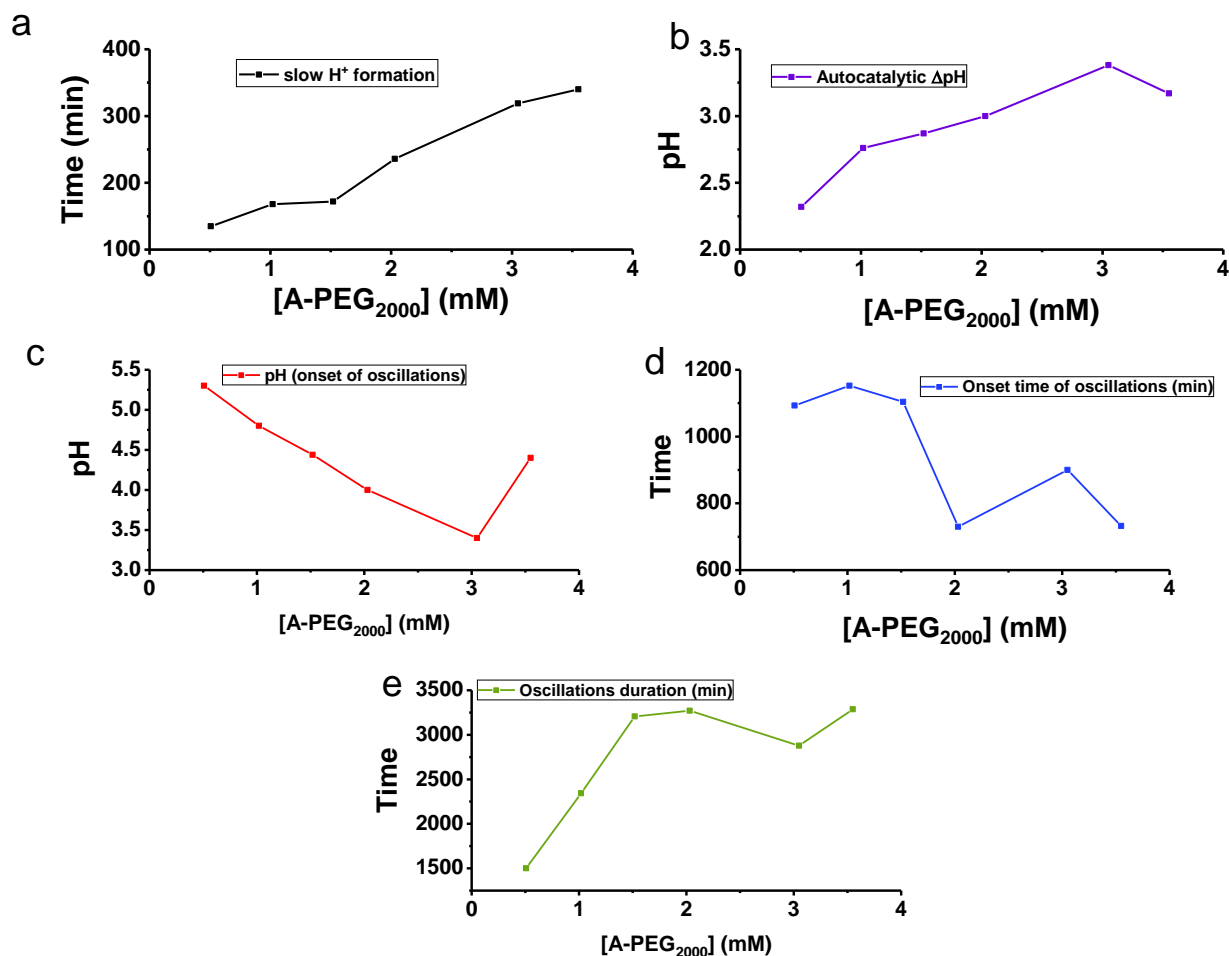 a
400
300
200
100
Time (min)
slow H⁺ formation
0 1 2 3 4
[A-PEG₂₀₀₀] (mM)
b
3.5
3.0
2.5
2.0
pH
Autocatalytic ΔpH
0 1 2 3 4
[A-PEG₂₀₀₀] (mM)
c
5.5
5.0
4.5
4.0
3.5
3.0
pH
pH (onset of oscillations)
0 1 2 3 4
[A-PEG₂₀₀₀] (mM)
d
1200
1000
800
600
Time
Onset time of oscillations (min)
0 1 2 3 4
[A-PEG₂₀₀₀] (mM)
e
3500
3000
2500
2000
1500
Time
Oscillations duration (min)
0 1 2 3 4
[A-PEG₂₀₀₀] (mM)